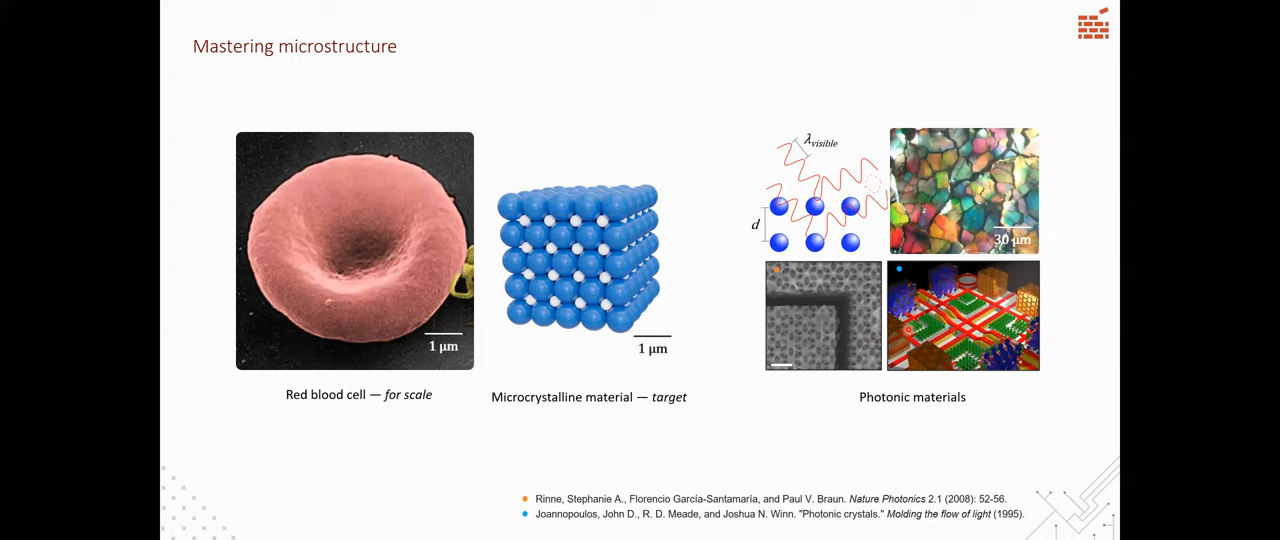 Mastering microstructure
λvisible
d
30 μm
1 μm
1 μm
Red blood cell — for scale
Microcrystalline material — target
Photonic materials
Rinne, Stephanie A., Florencio García-Santamaría, and Paul V. Braun. Nature Photonics 2.1 (2008): 52-56.
Joannopoulos, John D., R. D. Meade, and Joshua N. Winn. "Photonic crystals." Molding the flow of light (1995).